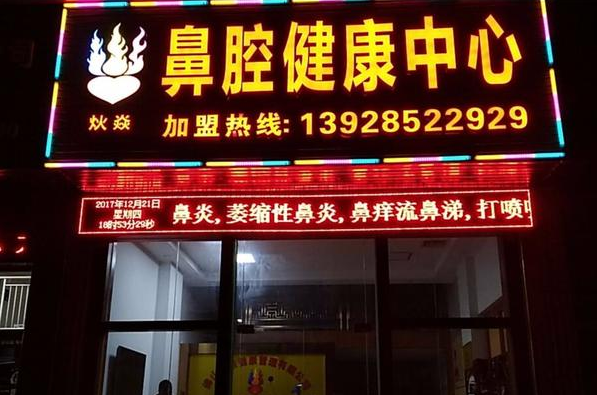 鼻腔健康中心
炏焱
加盟热线:13928522929
2017年12月21日
星期四
18时53分29秒
鼻炎,萎缩性鼻炎,鼻痒流鼻涕,打喷